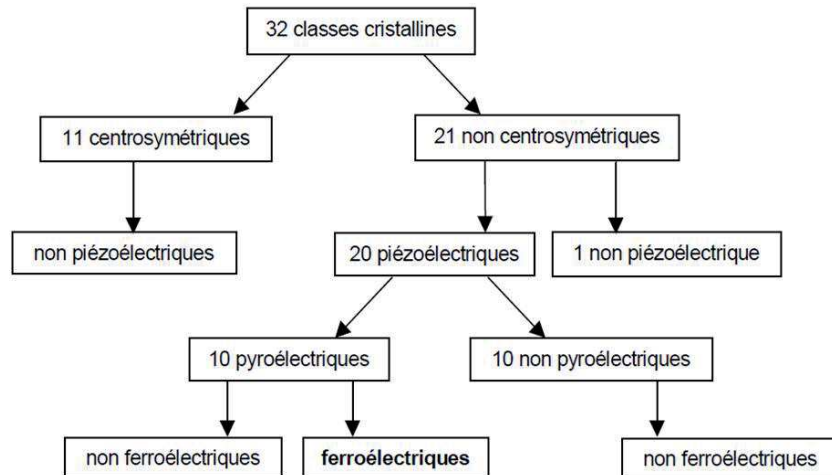 32 classes cristallines
11 centrosymétriques
21 non centrosymétriques
non piézoélectriques
20 piézoélectriques
1 non piézoélectrique
10 pyroélectriques
10 non pyroélectriques
non ferroélectriques
ferroélectriques
non ferroélectriques